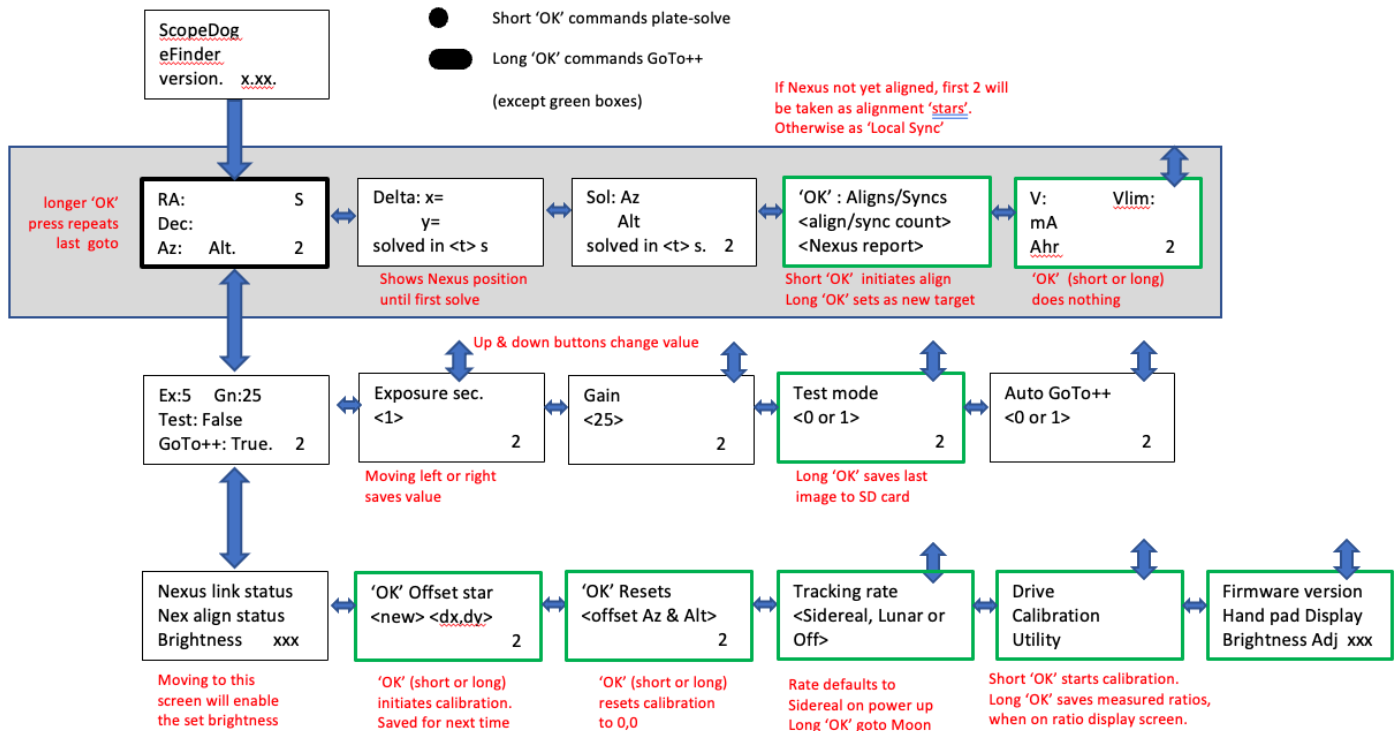 ScopeDog
eFinder
version. x.xx.
Short ‘OK’ commands plate-solve
Long ‘OK’ commands GoTo++
(except green boxes)
If Nexus not yet aligned, first 2 will
be taken as alignment ‘stars’.
Otherwise as ‘Local Sync’
longer ‘OK’
press repeats
last goto
RA: S
Dec:
Az: Alt. 2
Delta: x=
y=
solved in <t> s
Shows Nexus position
until first solve
Sol: Az
Alt
solved in <t> s. 2
‘OK’ : Aligns/Syncs
<align/sync count>
<Nexus report>
Short ‘OK’ initiates align
Long ‘OK’ sets as new target
V: Vlim:
mA
Ahr 2
‘OK’ (short or long)
does nothing
Up & down buttons change value
Ex:5 Gn:25
Test: False
GoTo++: True. 2
Exposure sec.
<1>
2
Moving left or right
saves value
Gain
<25>
2
Test mode
<0 or 1>
2
Long ‘OK’ saves last
image to SD card
Auto GoTo++
<0 or 1>
2
Nexus link status
Nex align status
Brightness xxx
Moving to this
screen will enable
the set brightness
‘OK’ Offset star
<new> <dx,dy>
2
‘OK’ (short or long)
initiates calibration.
Saved for next time
‘OK’ Resets
<offset Az & Alt>
2
‘OK’ (short or long)
resets calibration
to 0,0
Tracking rate
<Sidereal, Lunar or
Off>
Rate defaults to
Sidereal on power up
Long ‘OK’ goto Moon
Drive
Calibration
Utility
Short ‘OK’ starts calibration.
Long ‘OK’ saves measured ratios,
when on ratio display screen.
Firmware version
Hand pad Display
Brightness Adj xxx